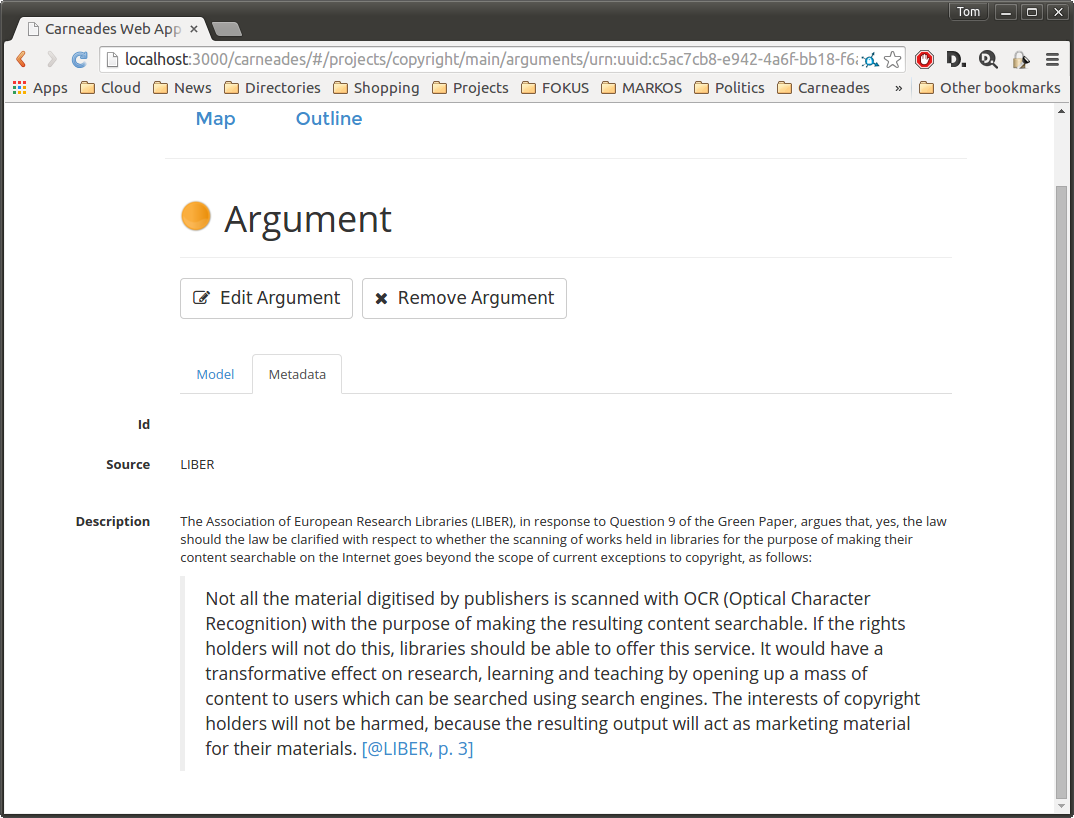 Tom
Carneades Web App
localhost:3000/carneades/#/projects/copyright/main/arguments/urn:uuid:c5ac7cb8-e942-4a6f-bb18-f6
Apps Cloud News Directories Shopping Projects FOKUS MARKOS Politics Carneades » Other bookmarks
Map Outline
Argument
Edit Argument Remove Argument
Model Metadata
Id
Source LIBER
Description The Association of European Research Libraries (LIBER), in response to Question 9 of the Green Paper, argues that, yes, the law
should the law be clarified with respect to whether the scanning of works held in libraries for the purpose of making their
content searchable on the Internet goes beyond the scope of current exceptions to copyright, as follows:
Not all the material digitised by publishers is scanned with OCR (Optical Character
Recognition) with the purpose of making the resulting content searchable. If the rights
holders will not do this, libraries should be able to offer this service. It would have a
transformative effect on research, learning and teaching by opening up a mass of
content to users which can be searched using search engines. The interests of copyright
holders will not be harmed, because the resulting output will act as marketing material
for their materials. [@LIBER, p. 3]